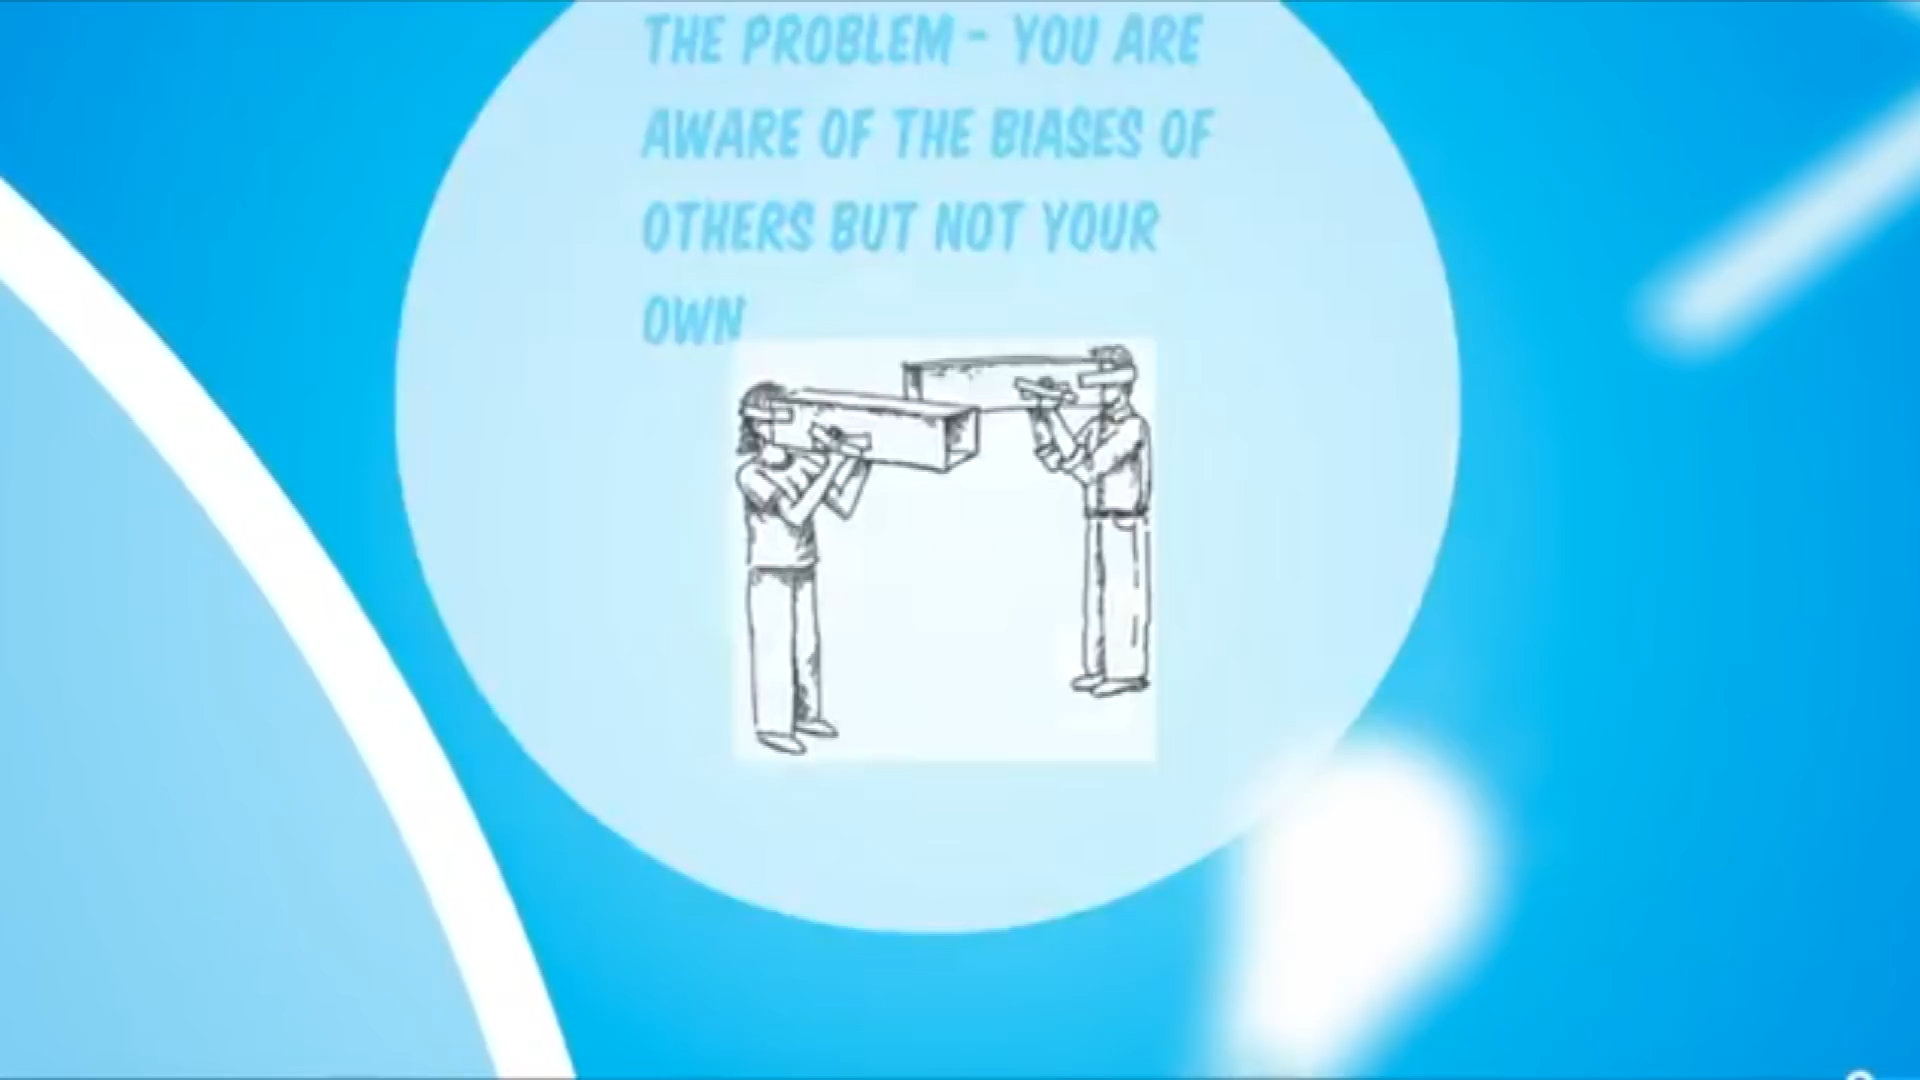 THE PROBLEM - YOU ARE
AWARE OF THE BIASES OF
OTHERS BUT NOT YOUR
OWN